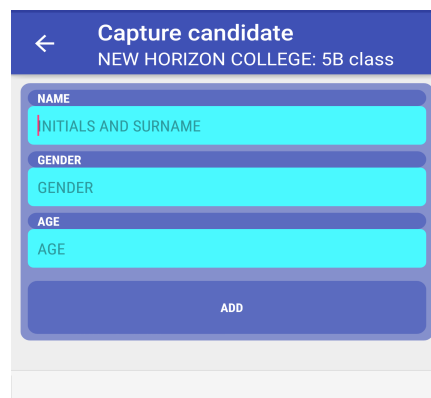 Capture candidate
NEW HORIZON COLLEGE: 5B class
NAME
INITIALS AND SURNAME
GENDER
GENDER
AGE
AGE
ADD